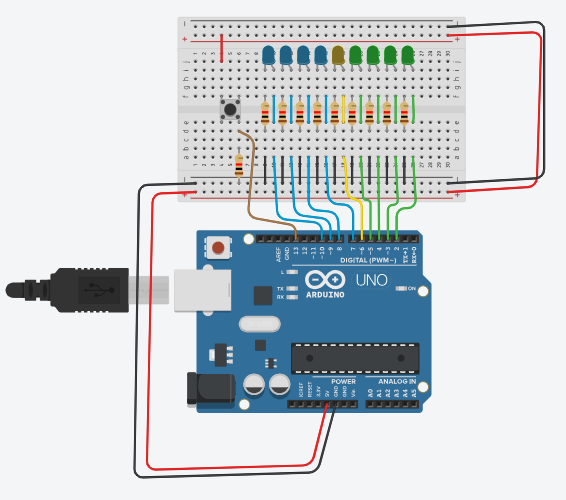 j
i
h
g
f
e
d
c
b
a
AREF
GND
13
12
~11
~10
~9
8
7
~6
~5
4
~3
2
TX→1
RX←0
DIGITAL (PWM~)
L
TX
RX
ARDUINO
UNO
ON
POWER
ANALOG IN
IOREF
RESET
3.3V
5V
GND
GND
Vin
A0
A1
A2
A3
A4
A5